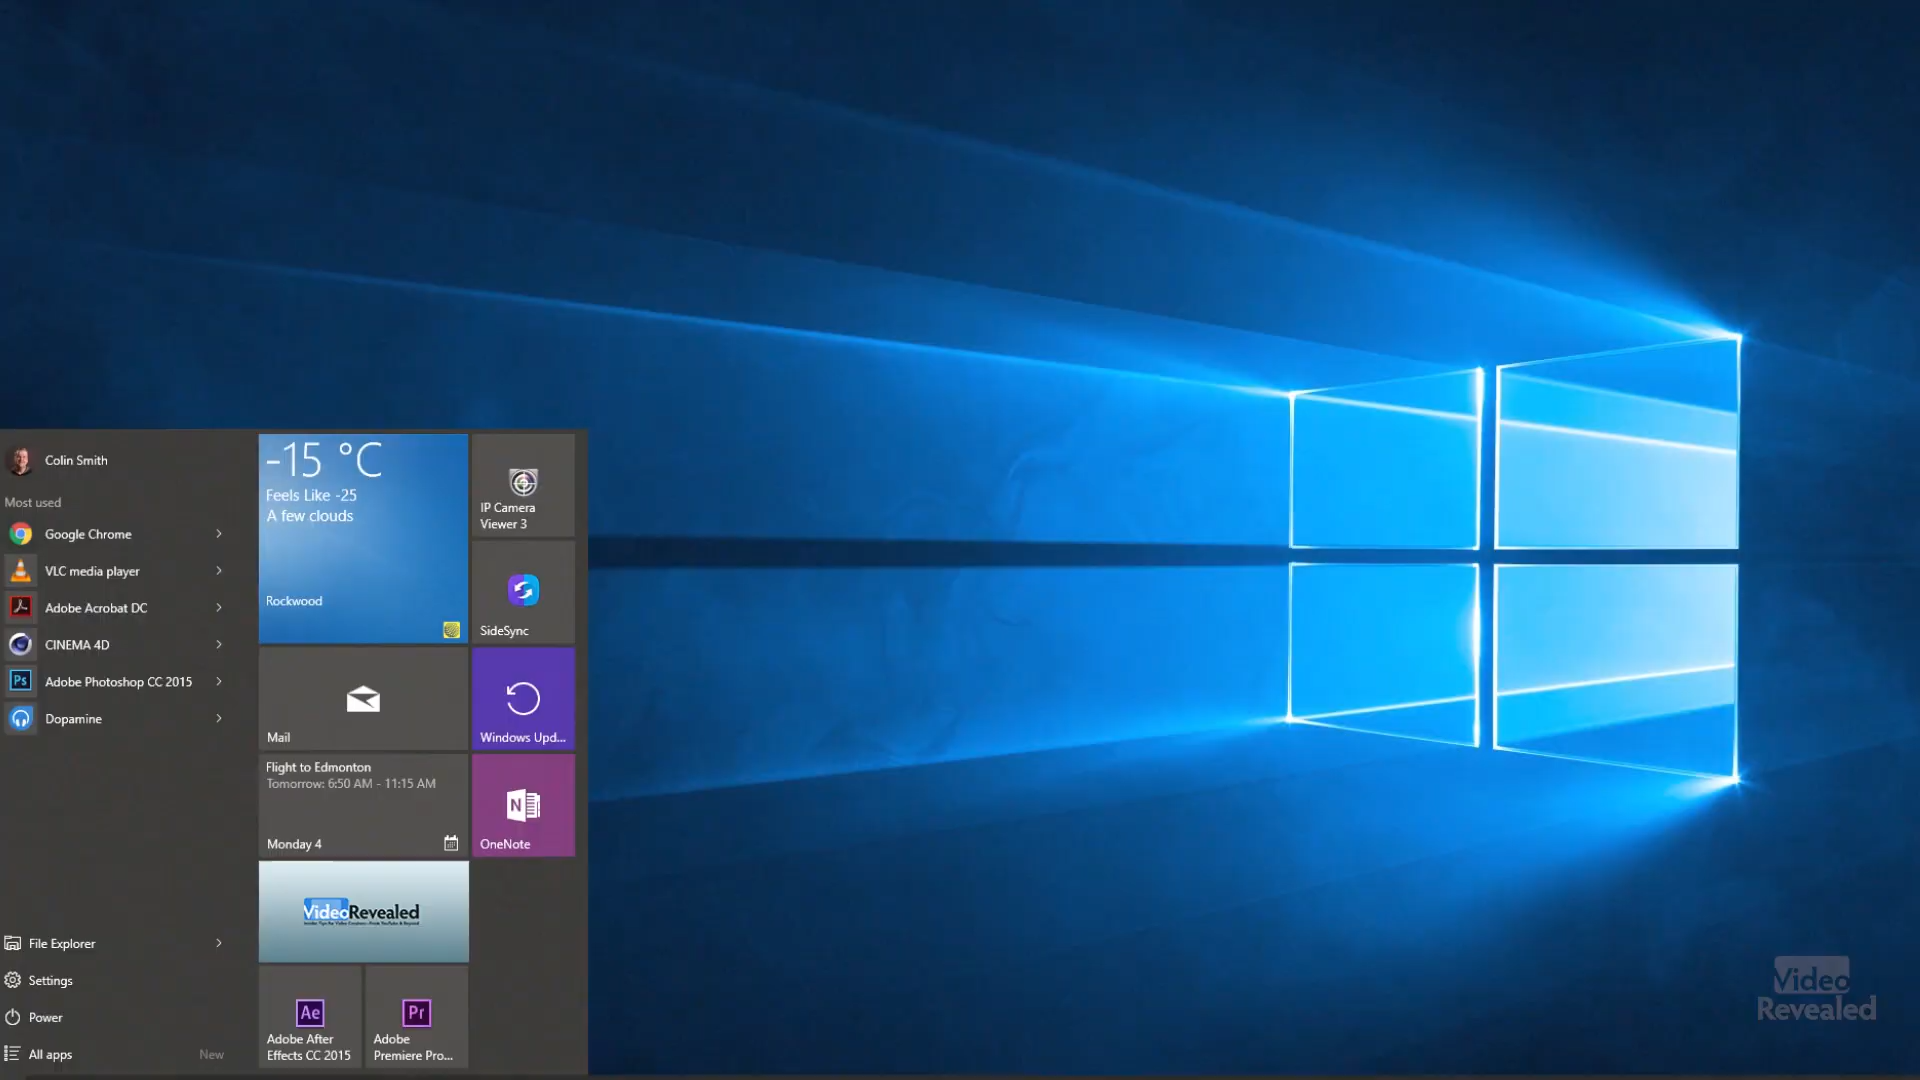 Colin Smith
Most used
Google Chrome
VLC media player
Adobe Acrobat DC
CINEMA 4D
Ps
Adobe Photoshop CC 2015
Dopamine
File Explorer
Settings
Power
All apps
New
-15 °C
Feels Like -25
A few clouds
Rockwood
IP Camera
Viewer 3
SideSync
Mail
Windows Upd...
Flight to Edmonton
Tomorrow: 6:50 AM - 11:15 AM
Monday 4
N
OneNote
VideoRevealed
Ae
Adobe After
Effects CC 2015
Pr
Adobe
Premiere Pro...
Video
Revealed